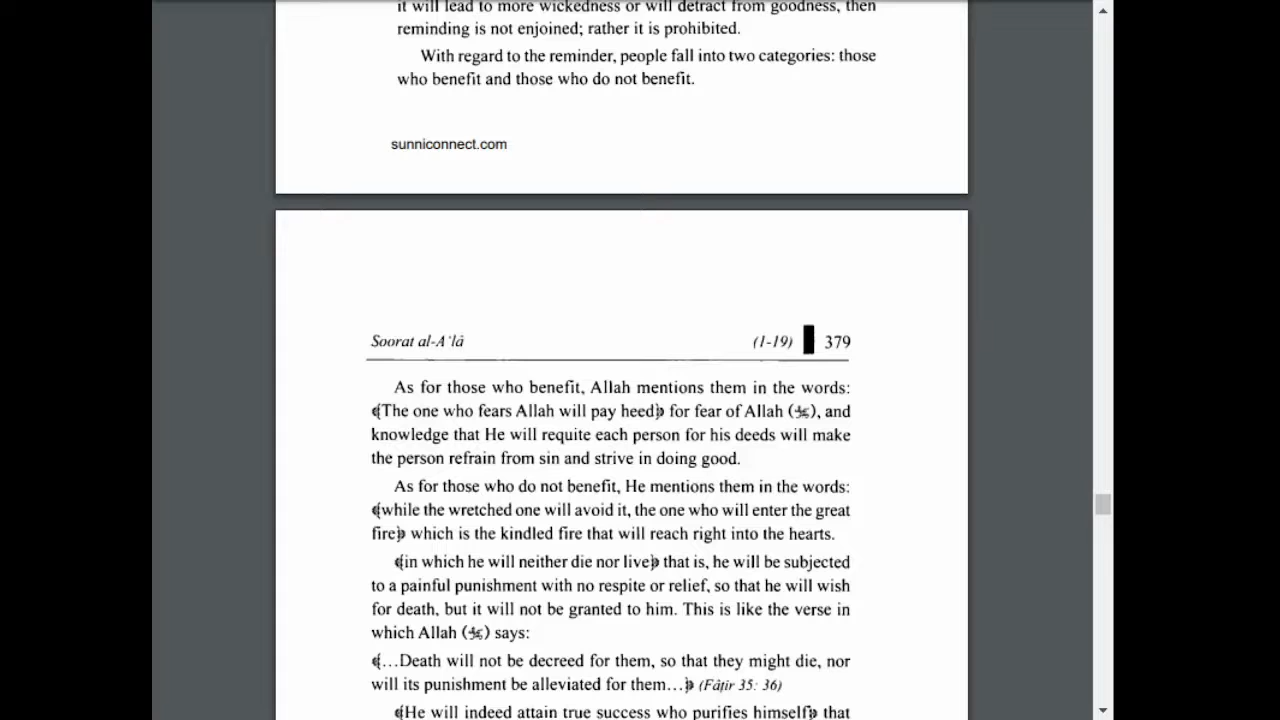 it will lead to more wickedness or will detract from goodness, then
reminding is not enjoined; rather it is prohibited.
With regard to the reminder, people fall into two categories: those
who benefit and those who do not benefit.
sunniconnect.com
Soorat al-A‘lâ (1-19) 379
As for those who benefit, Allah mentions them in the words:
﴾The one who fears Allah will pay heed﴿ for fear of Allah (ﷻ), and
knowledge that He will requite each person for his deeds will make
the person refrain from sin and strive in doing good.
As for those who do not benefit, He mentions them in the words:
﴾while the wretched one will avoid it, the one who will enter the great
fire﴿ which is the kindled fire that will reach right into the hearts.
﴾in which he will neither die nor live﴿ that is, he will be subjected
to a painful punishment with no respite or relief, so that he will wish
for death, but it will not be granted to him. This is like the verse in
which Allah (ﷻ) says:
﴾...Death will not be decreed for them, so that they might die, nor
will its punishment be alleviated for them...﴿ (Fâṭir 35: 36)
﴾He will indeed attain true success who purifies himself﴿ that